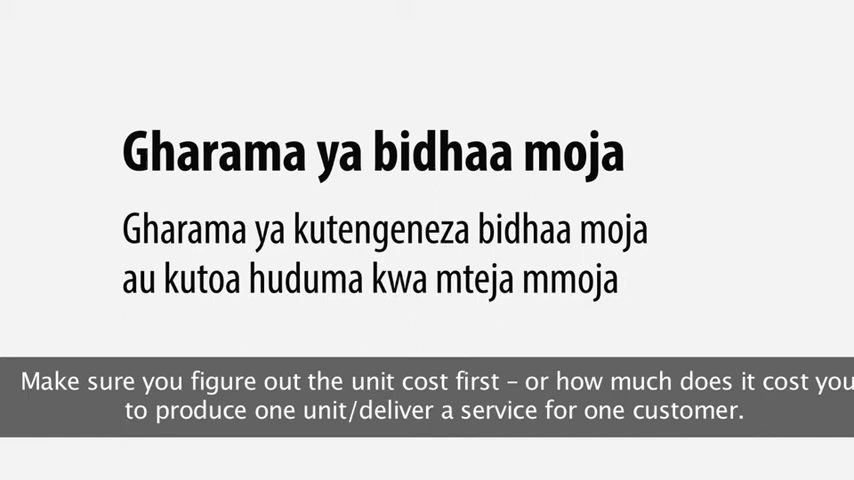 Gharama ya bidhaa moja
Gharama ya kutengeneza bidhaa moja
au kutoa huduma kwa mteja mmoja
Make sure you figure out the unit cost first – or how much does it cost you
to produce one unit/deliver a service for one customer.